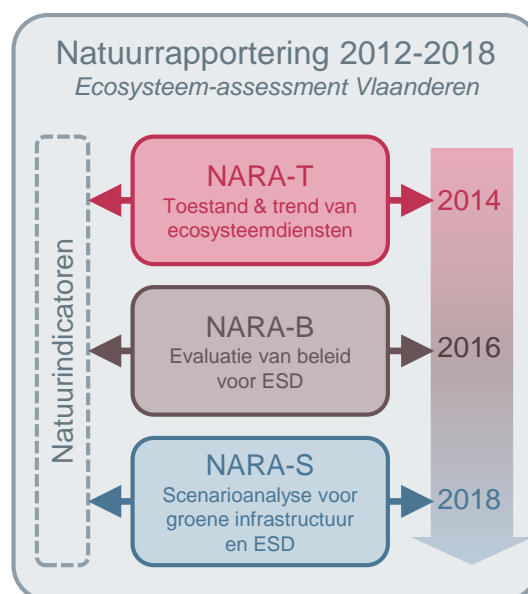 Natuurrapportering 2012-2018
Ecosysteem-assessment Vlaanderen
Natuurindicatoren
NARA-T
Toestand & trend van
ecosysteemdiensten
2014
NARA-B
Evaluatie van beleid
voor ESD
2016
NARA-S
Scenarioanalyse voor
groene infrastructuur
en ESD
2018